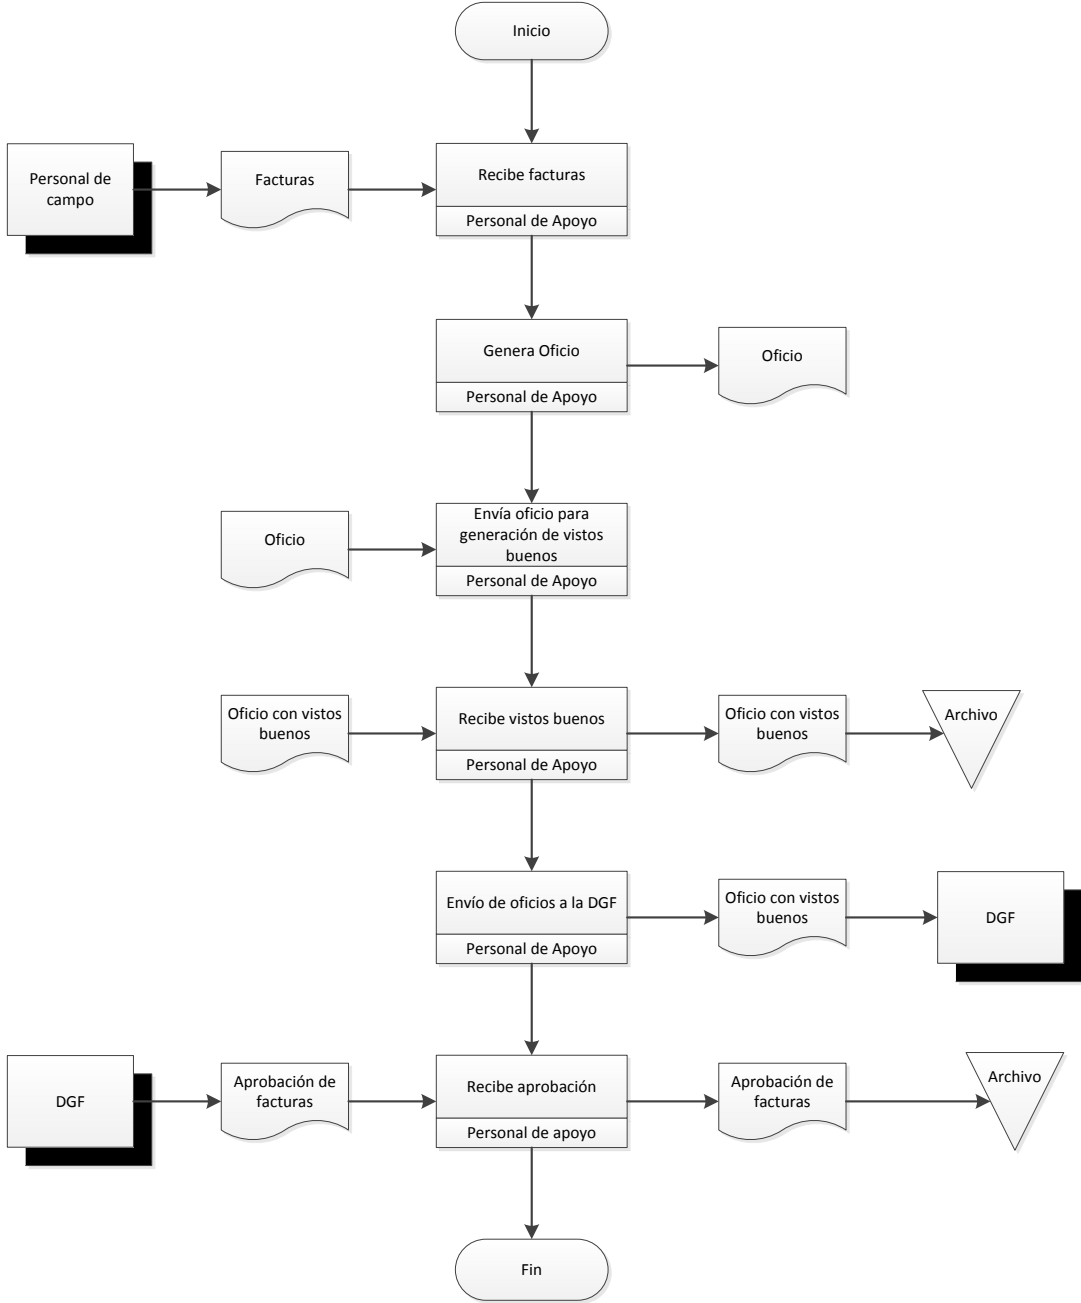 Inicio
Personal de
campo
Facturas
Recibe facturas
Personal de Apoyo
Genera Oficio
Personal de Apoyo
Oficio
Oficio
Envía oficio para
generación de vistos
buenos
Personal de Apoyo
Oficio con vistos
buenos
Recibe vistos buenos
Personal de Apoyo
Oficio con vistos
buenos
Archivo
Envío de oficios a la DGF
Personal de Apoyo
Oficio con vistos
buenos
DGF
DGF
Aprobación de
facturas
Recibe aprobación
Personal de apoyo
Aprobación de
facturas
Archivo
Fin